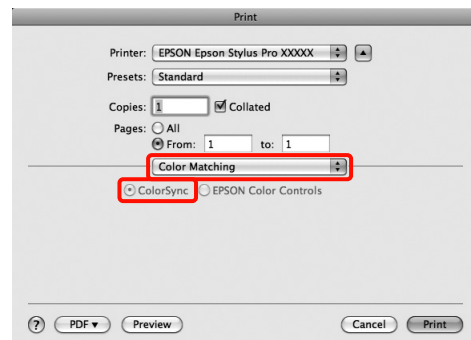 Print
Printer: EPSON Epson Stylus Pro XXXXX
Presets: Standard
Copies: 1 Collated
Pages: All
From: 1 to: 1
Color Matching
ColorSync EPSON Color Controls
? PDF Preview Cancel Print